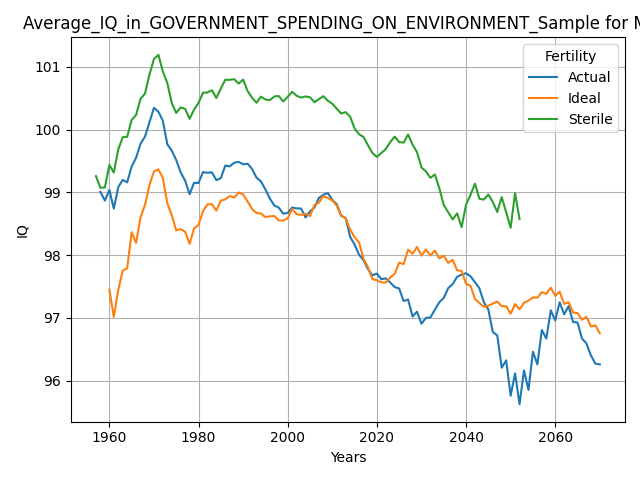 Average_IQ_in_GOVERNMENT_SPENDING_ON_ENVIRONMENT_Sample for M
Fertility
Actual
Ideal
Sterile
IQ
101
100
99
98
97
96
1960 1980 2000 2020 2040 2060
Years